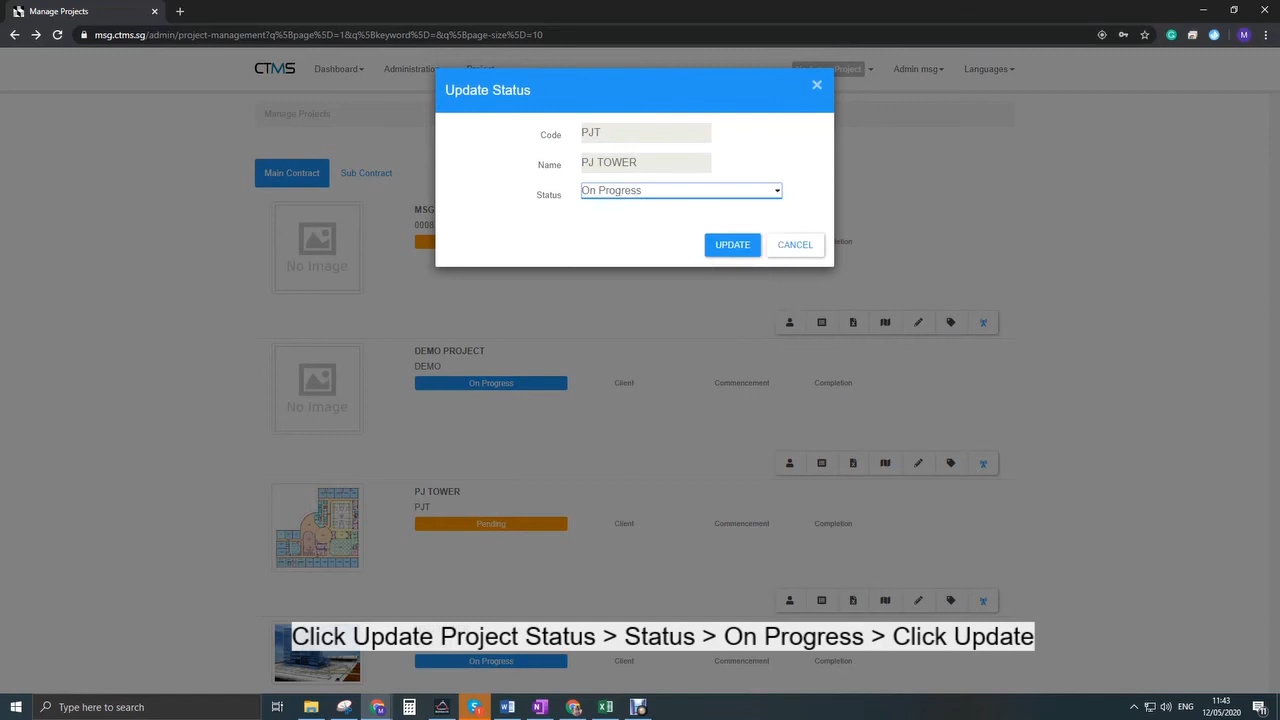 Manage Projects
msg.ctms.sg/admin/project-management?q%5Bpage%5D=1&q%5Bkeyword%5D=&q%5Bpage-size%5D=10
CTMS Dashboard Administration Project Project Admin msg Languages
Update Status
Code PJT
Name PJ TOWER
Status On Progress
UPDATE CANCEL
Manage Projects
Main Contract Sub Contract
No Image
MSG
0008
DEMO PROJECT
DEMO
No Image
On Progress Client Commencement Completion
PJ TOWER
PJT
Pending Client Commencement Completion
Click Update Project Status > Status > On Progress > Click Update
On Progress Client Commencement Completion
Type here to search
ENG
11:43
12/05/2020